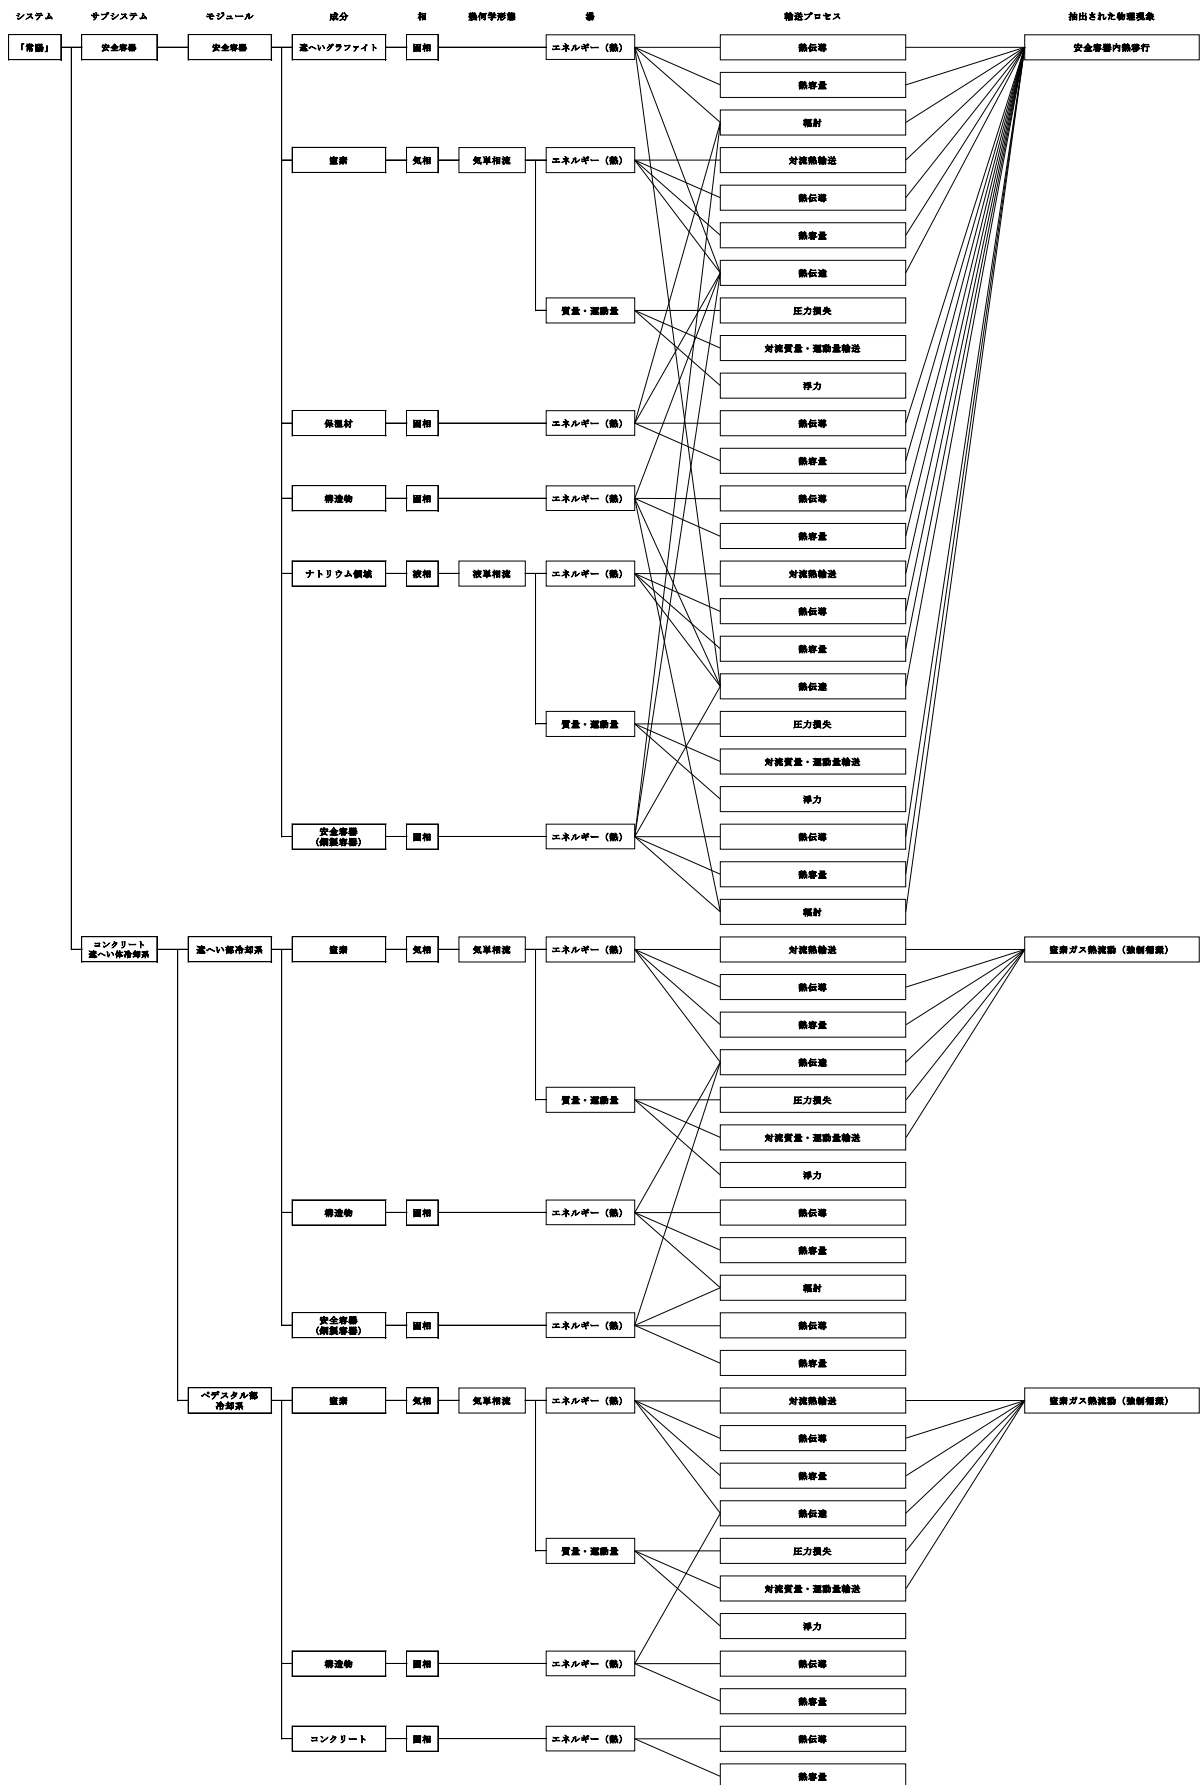 システム　サブシステム　モジュール　成分　相　幾何学形態　場　輸送プロセス　抽出された物理現象
「常陽」　安全容器　安全容器　遮へいグラファイト　固相　エネルギー（熱）　熱伝導　安全容器内熱移行
熱容量
輻射
窒素　気相　気単相流　エネルギー（熱）　対流熱輸送
熱伝導
熱容量
熱伝達
質量・運動量　圧力損失
対流質量・運動量輸送
浮力
保温材　固相　エネルギー（熱）　熱伝導
熱容量
構造物　固相　エネルギー（熱）　熱伝導
熱容量
ナトリウム領域　液相　液単相流　エネルギー（熱）　対流熱輸送
熱伝導
熱容量
熱伝達
質量・運動量　圧力損失
対流質量・運動量輸送
浮力
安全容器
（鋼製容器）　固相　エネルギー（熱）　熱伝導
熱容量
輻射
コンクリート
遮へい体冷却系　遮へい部冷却系　窒素　気相　気単相流　エネルギー（熱）　対流熱輸送　窒素ガス熱流動（強制循環）
熱伝導
熱容量
熱伝達
質量・運動量　圧力損失
対流質量・運動量輸送
浮力
構造物　固相　エネルギー（熱）　熱伝導
熱容量
輻射
安全容器
（鋼製容器）　固相　エネルギー（熱）　熱伝導
熱容量
ペデスタル部
冷却系　窒素　気相　気単相流　エネルギー（熱）　対流熱輸送　窒素ガス熱流動（強制循環）
熱伝導
熱容量
熱伝達
質量・運動量　圧力損失
対流質量・運動量輸送
浮力
構造物　固相　エネルギー（熱）　熱伝導
熱容量
コンクリート　固相　エネルギー（熱）　熱伝導
熱容量